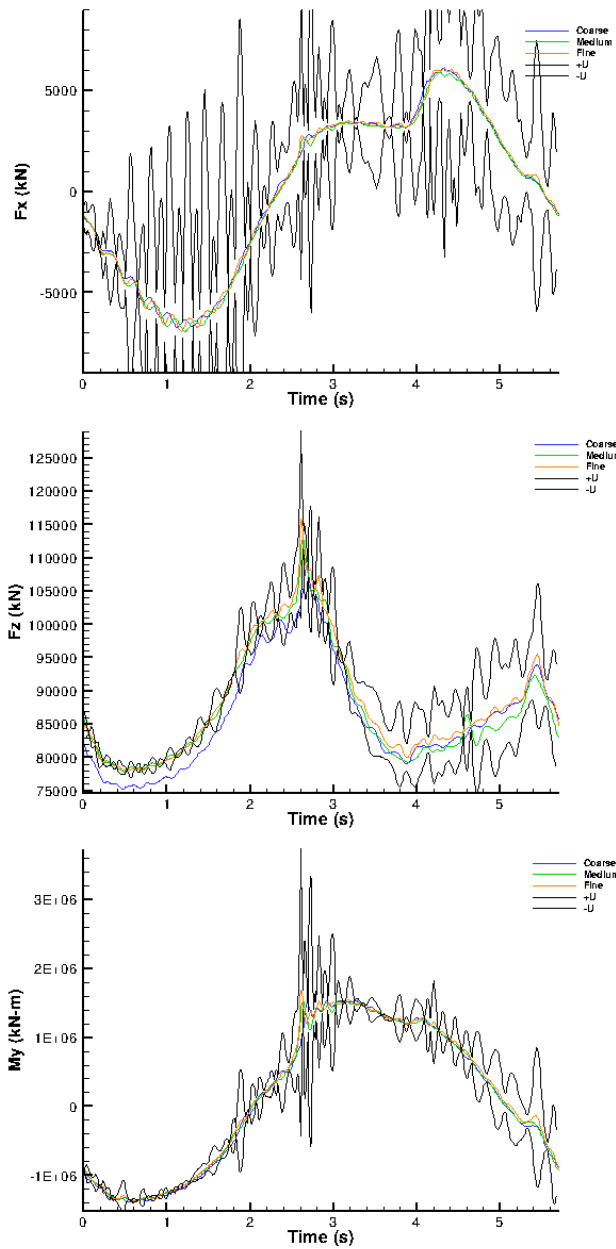 Coarse
Medium
Fine
+U
-U
5000
0
-5000
Fx (kN)
0 1 2 3 4 5
Time (s)
Coarse
Medium
Fine
+U
-U
125000
120000
115000
110000
105000
100000
95000
90000
85000
80000
75000
Fz (kN)
0 1 2 3 4 5
Time (s)
Coarse
Medium
Fine
+U
-U
3E+06
2E+06
1E+06
0
-1E+06
My (kN-m)
0 1 2 3 4 5
Time (s)